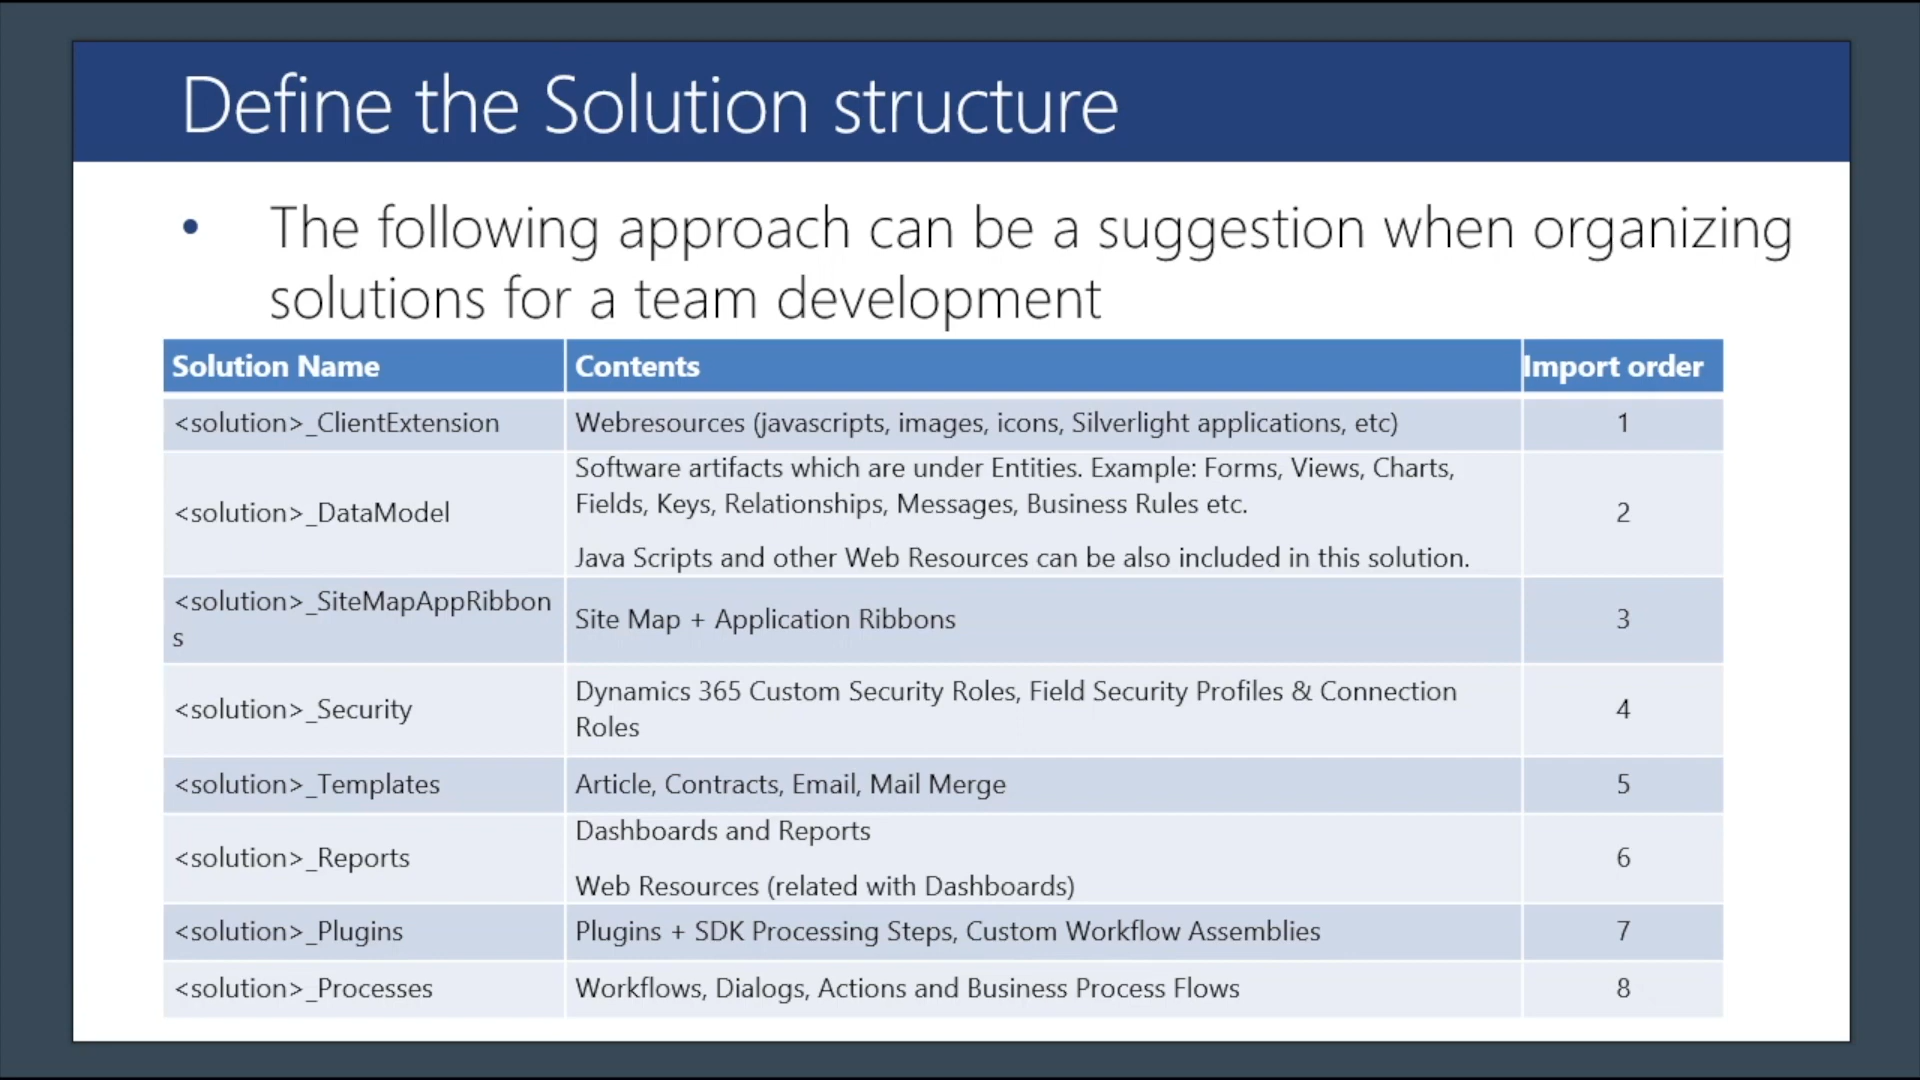 Define the Solution structure
• The following approach can be a suggestion when organizing
solutions for a team development
Solution Name Contents Import order
<solution>_ClientExtension Webresources (javascripts, images, icons, Silverlight applications, etc) 1
<solution>_DataModel Software artifacts which are under Entities. Example: Forms, Views, Charts,
Fields, Keys, Relationships, Messages, Business Rules etc.
Java Scripts and other Web Resources can be also included in this solution. 2
<solution>_SiteMapAppRibbon
s Site Map + Application Ribbons 3
<solution>_Security Dynamics 365 Custom Security Roles, Field Security Profiles & Connection
Roles 4
<solution>_Templates Article, Contracts, Email, Mail Merge 5
<solution>_Reports Dashboards and Reports
Web Resources (related with Dashboards) 6
<solution>_Plugins Plugins + SDK Processing Steps, Custom Workflow Assemblies 7
<solution>_Processes Workflows, Dialogs, Actions and Business Process Flows 8